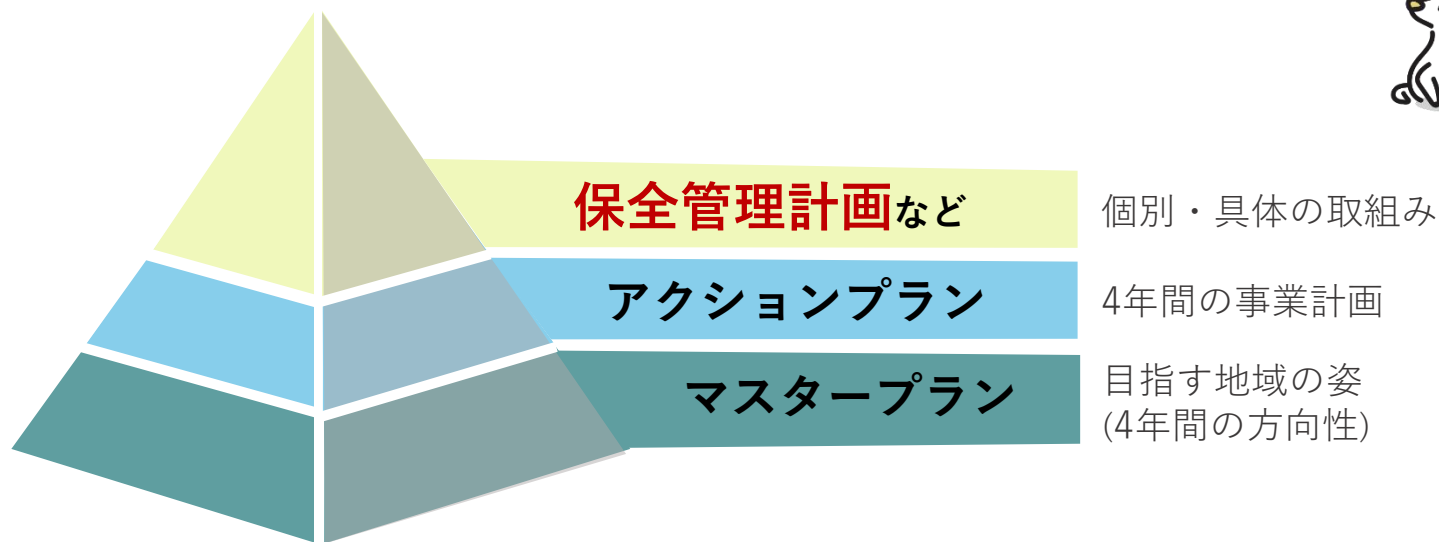 保全管理計画など
個別・具体の取組み
アクションプラン
4年間の事業計画
マスタープラン
目指す地域の姿
(4年間の方向性)